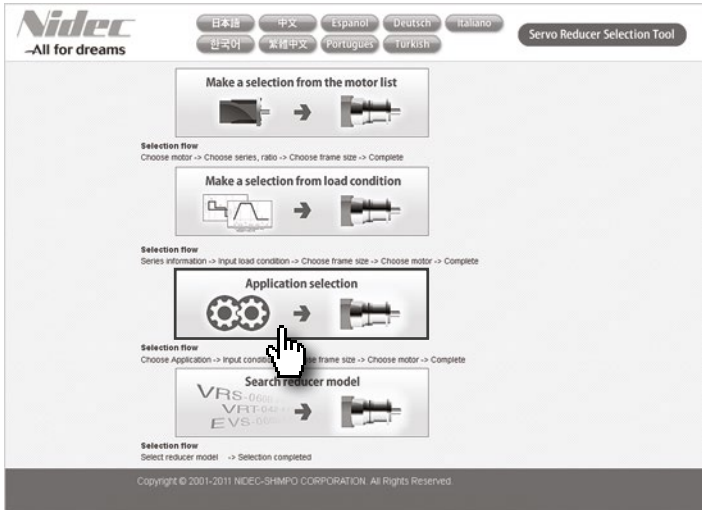 Nidec
-All for dreams
日本語 中文 Espanol Deutsch Italiano
한국어 繁體中文 Portugues Turkish
Servo Reducer Selection Tool
Make a selection from the motor list
Selection flow
Choose motor -> Choose series, ratio -> Choose frame size -> Complete
Make a selection from load condition
Selection flow
Series information -> Input load condition -> Choose frame size -> Choose motor -> Complete
Application selection
Selection flow
Choose Application -> Input condit frame size -> Choose motor -> Complete
Search reducer model
VRS-060
VRT-042
EVS-0
Selection flow
Select reducer model -> Selection completed
Copyright © 2001-2011 NIDEC-SHIMPO CORPORATION. All Rights Reserved.